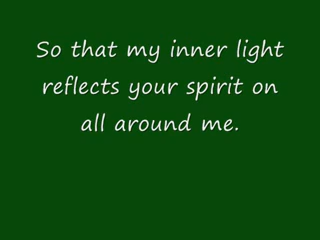 So that my inner light
reflects your spirit on
all around me.